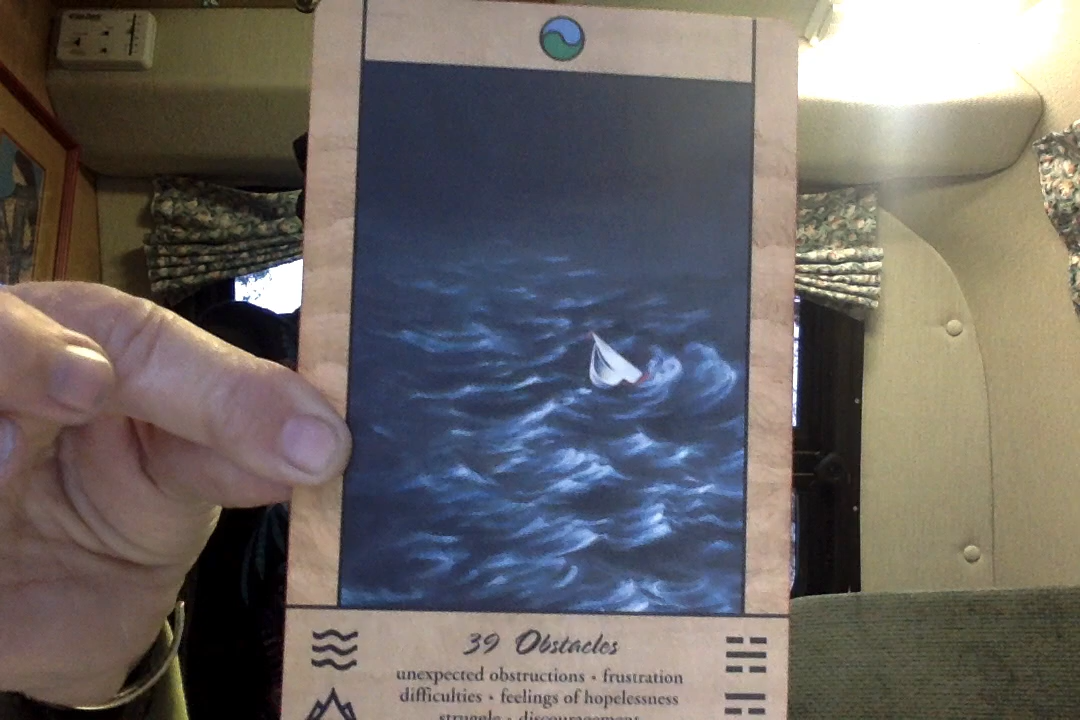 39 Obstacles
unexpected obstructions • frustration
difficulties • feelings of hopelessness
struggle • discouragement